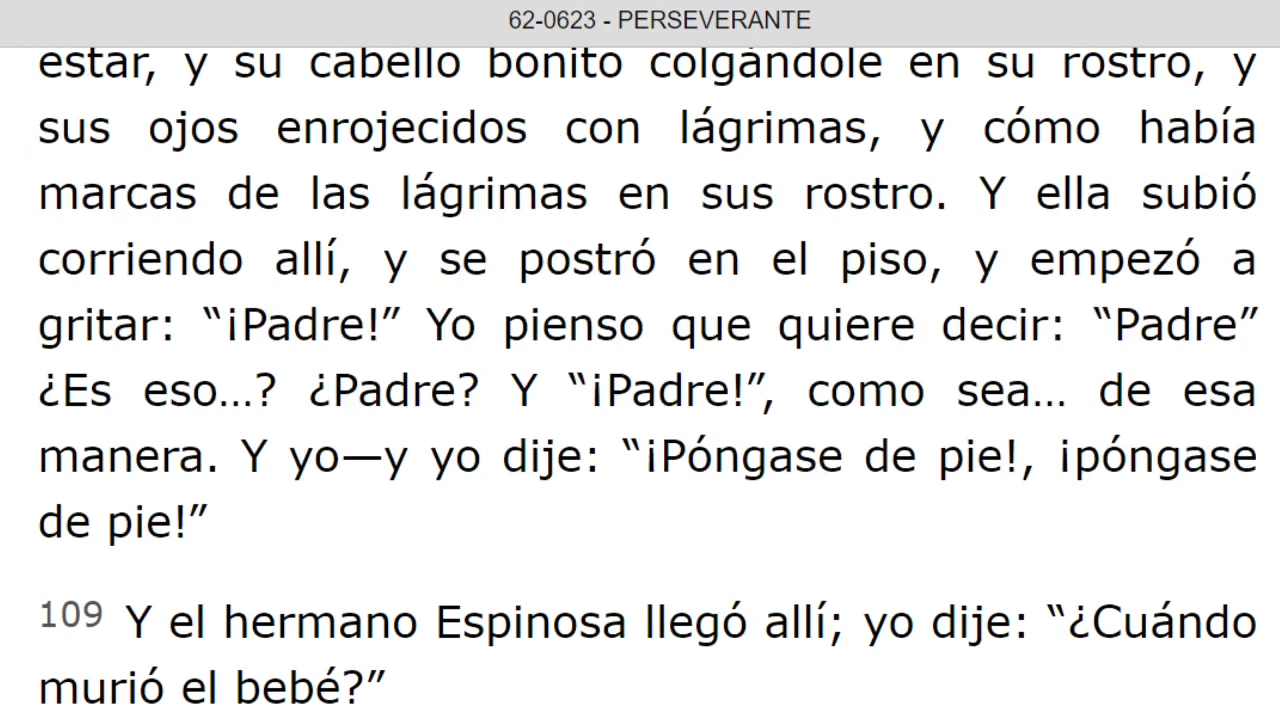 62-0623 - PERSEVERANTE
estar, y su cabello bonito colgándole en su rostro, y
sus ojos enrojecidos con lágrimas, y cómo había
marcas de las lágrimas en sus rostro. Y ella subió
corriendo allí, y se postró en el piso, y empezó a
gritar: “¡Padre!” Yo pienso que quiere decir: “Padre”
¿Es eso…? ¿Padre? Y “¡Padre!”, como sea… de esa
manera. Y yo—y yo dije: “¡Póngase de pie!, ¡póngase
de pie!”
109 Y el hermano Espinosa llegó allí; yo dije: “¿Cuándo
murió el bebé?”